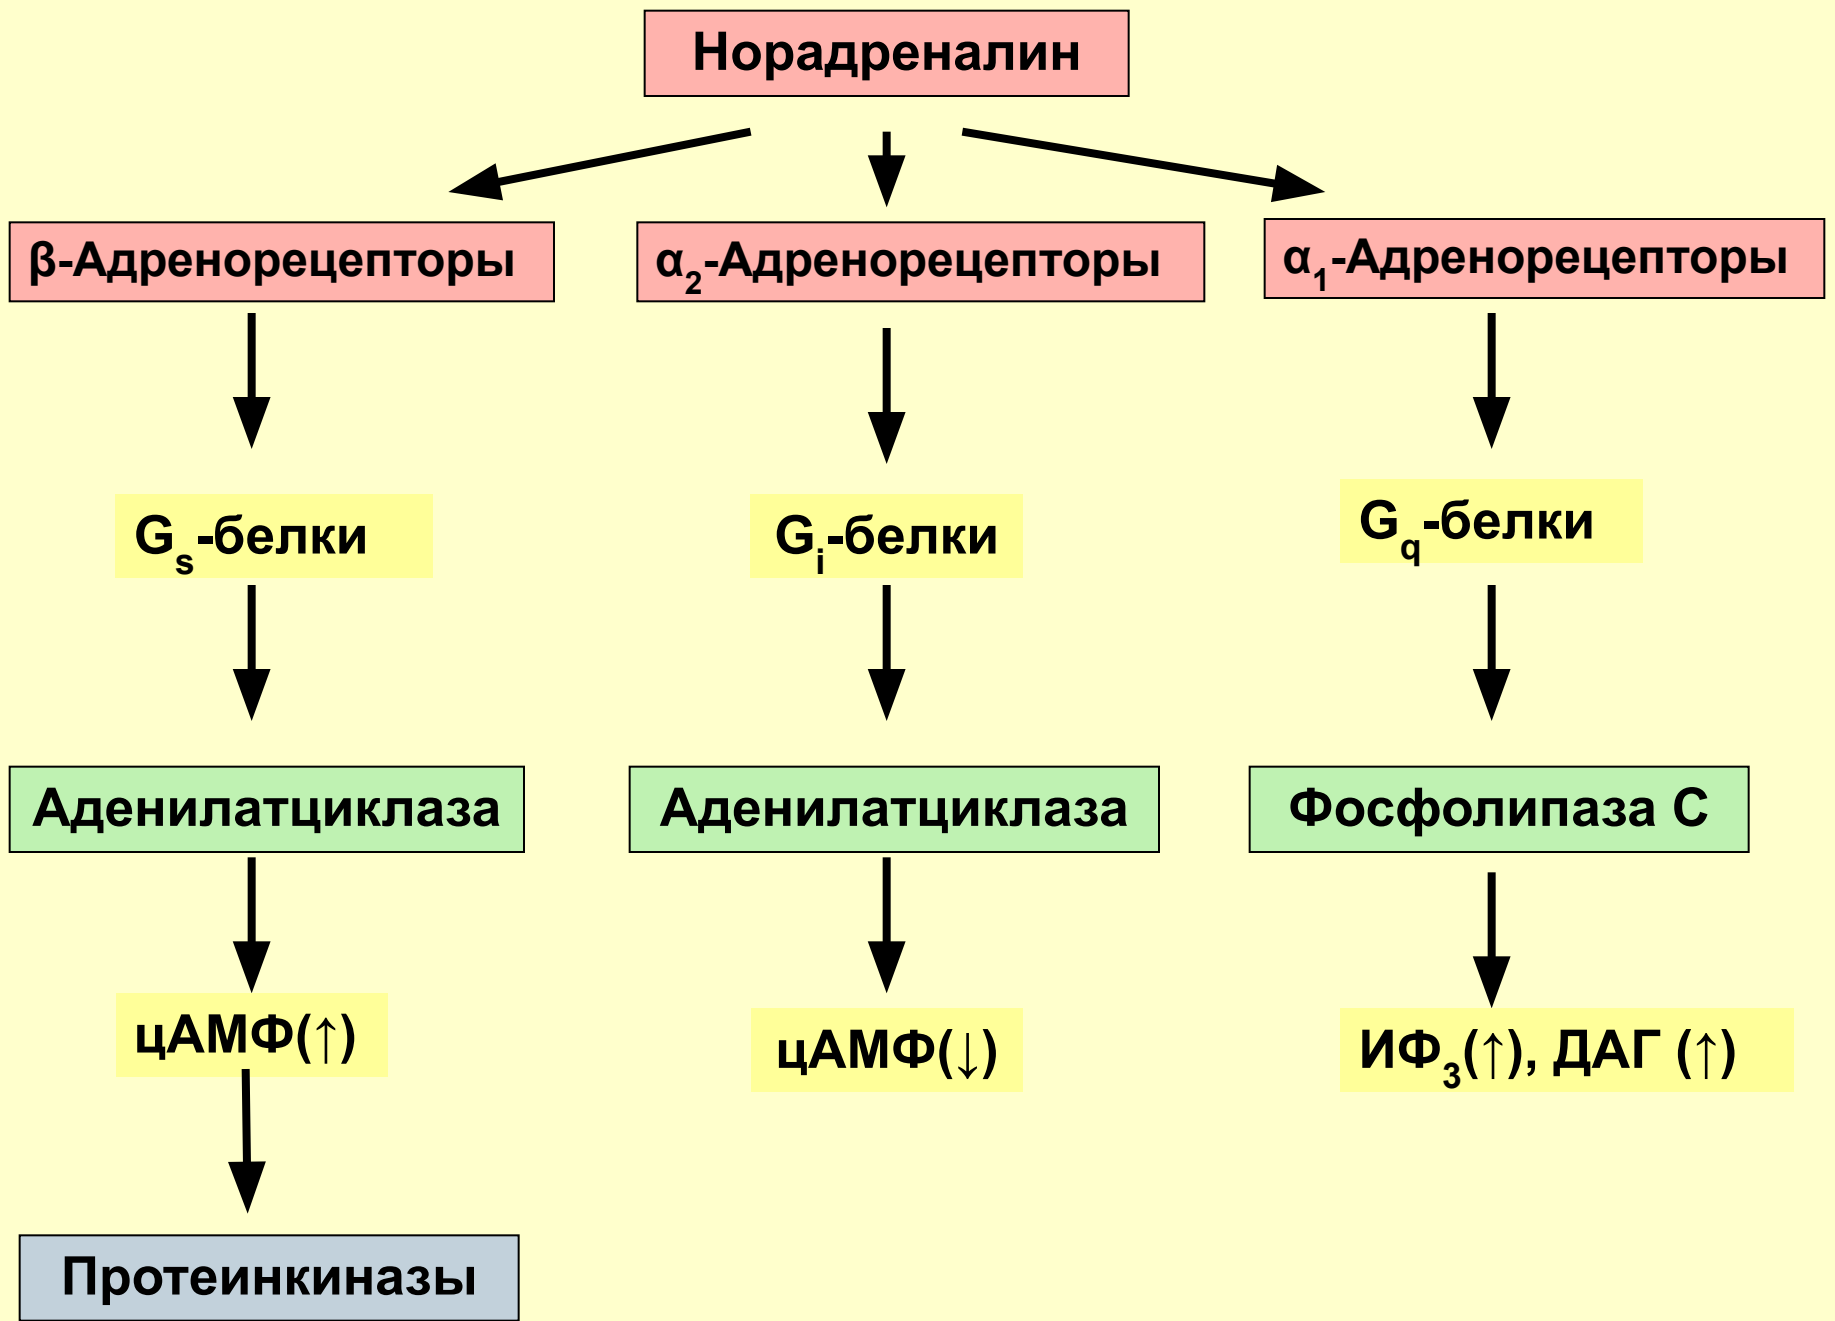 Норадреналин
β-Адренорецепторы
α₂-Адренорецепторы
α₁-Адренорецепторы
Gₛ-белки
Gᵢ-белки
G_q-белки
Аденилатциклаза
Аденилатциклаза
Фосфолипаза С
цАМФ(↑)
цАМФ(↓)
ИФ₃(↑), ДАГ (↑)
Протеинкиназы